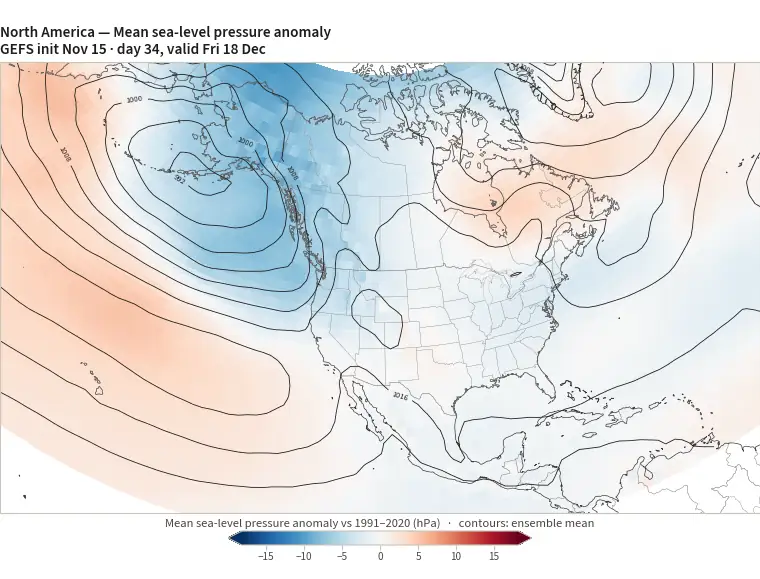 North America — Mean sea-level pressure anomaly
GEFS init Nov 15 · day 34, valid Fri 18 Dec
1000
1000
1008
1008
992
1016
Mean sea-level pressure anomaly vs 1991–2020 (hPa) · contours: ensemble mean
−15 −10 −5 0 5 10 15